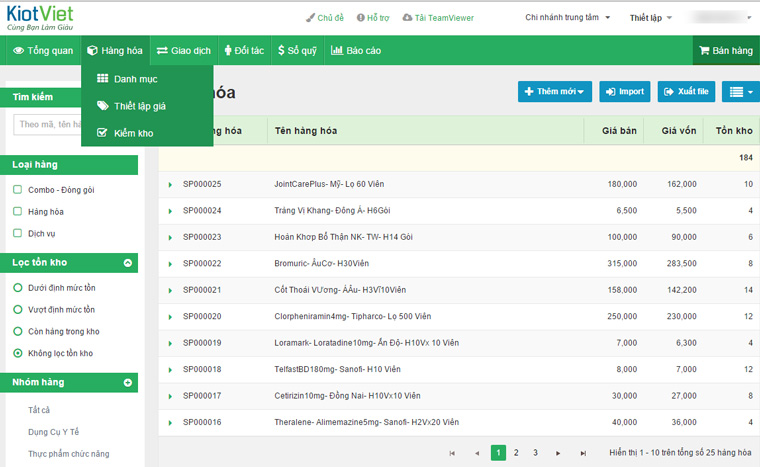 KiotViet
Cùng Bạn Làm Giàu
Chủ đề Hỗ trợ Tải TeamViewer Chi nhánh trung tâm Thiết lập
Tổng quan Hàng hóa Giao dịch Đối tác Sổ quỹ Báo cáo Bán hàng
Danh mục
Thiết lập giá
Kiểm kho
Tìm kiếm
Theo mã, tên hà
hóa
Thêm mới Import Xuất file
g hóa Tên hàng hóa Giá bán Giá vốn Tồn kho
184
Loại hàng
Combo - Đóng gói
Hàng hóa
Dịch vụ
Lọc tồn kho
Dưới định mức tồn
Vượt định mức tồn
Còn hàng trong kho
Không lọc tồn kho
Nhóm hàng
Tất cả
Dụng Cụ Y Tế
Thực phẩm chức năng
SP000025 JointCarePlus- Mỹ- Lọ 60 Viên 180,000 162,000 10
SP000024 Tràng Vị Khang- Đông Á- H6Gói 6,500 5,500 4
SP000023 Hoàn Khớp Bổ Thận NK- TW- H14 Gói 100,000 90,000 6
SP000022 Bromuric- ÂuCơ- H30Viên 315,000 283,500 8
SP000021 Cốt Thoái VƯơng- ÁÂu- H3Vỉ10Viên 158,000 142,200 14
SP000020 Clorpheniramin4mg- Tipharco- Lọ 500 Viên 250,000 230,000 12
SP000019 Loramark- Loratadine10mg- Ấn Độ- H10Vx 10 Viên 7,000 6,300 4
SP000018 TelfastBD180mg- Sanofi- H10 Viên 8,000 7,000 12
SP000017 Cetirizin10mg- Đồng Nai- H10Vx10 Viên 30,000 27,000 8
SP000016 Theralene- Alimemazine5mg- Sanofi- H2Vx20 Viên 40,000 36,000 4
1 2 3 Hiển thị 1 - 10 trên tổng số 25 hàng hóa